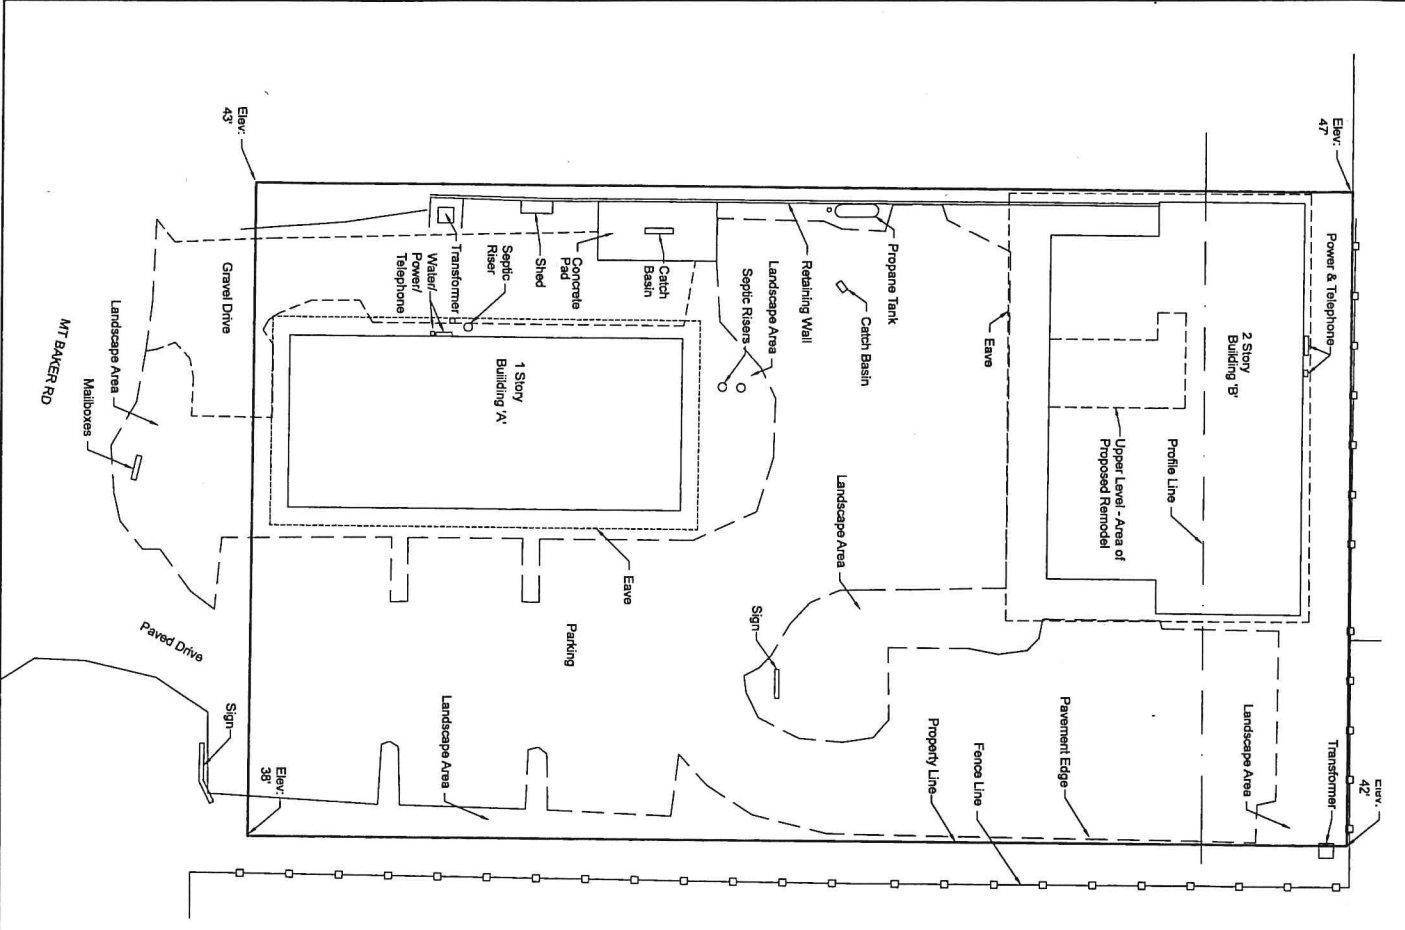 Elev:
47'
Elev:
43'
Power & Telephone
2 Story
Building 'B'
Eave
Propane Tank
Catch Basin
Retaining Wall
Landscape Area
Septic Risers
Catch
Basin
Concrete
Pad
Shed
Septic
Riser
Transformer
Water/
Power/
Telephone
Gravel Drive
Landscape Area
Mailboxes
MT BAKER RD
1 Story
Building 'A'
Upper Level - Area of
Proposed Remodel
Profile Line
Landscape Area
Eave
Sign
Parking
Paved Drive
Sign
Landscape Area
Elev:
38'
Property Line
Fence Line
Pavement Edge
Landscape Area
Transformer
Elev:
42'